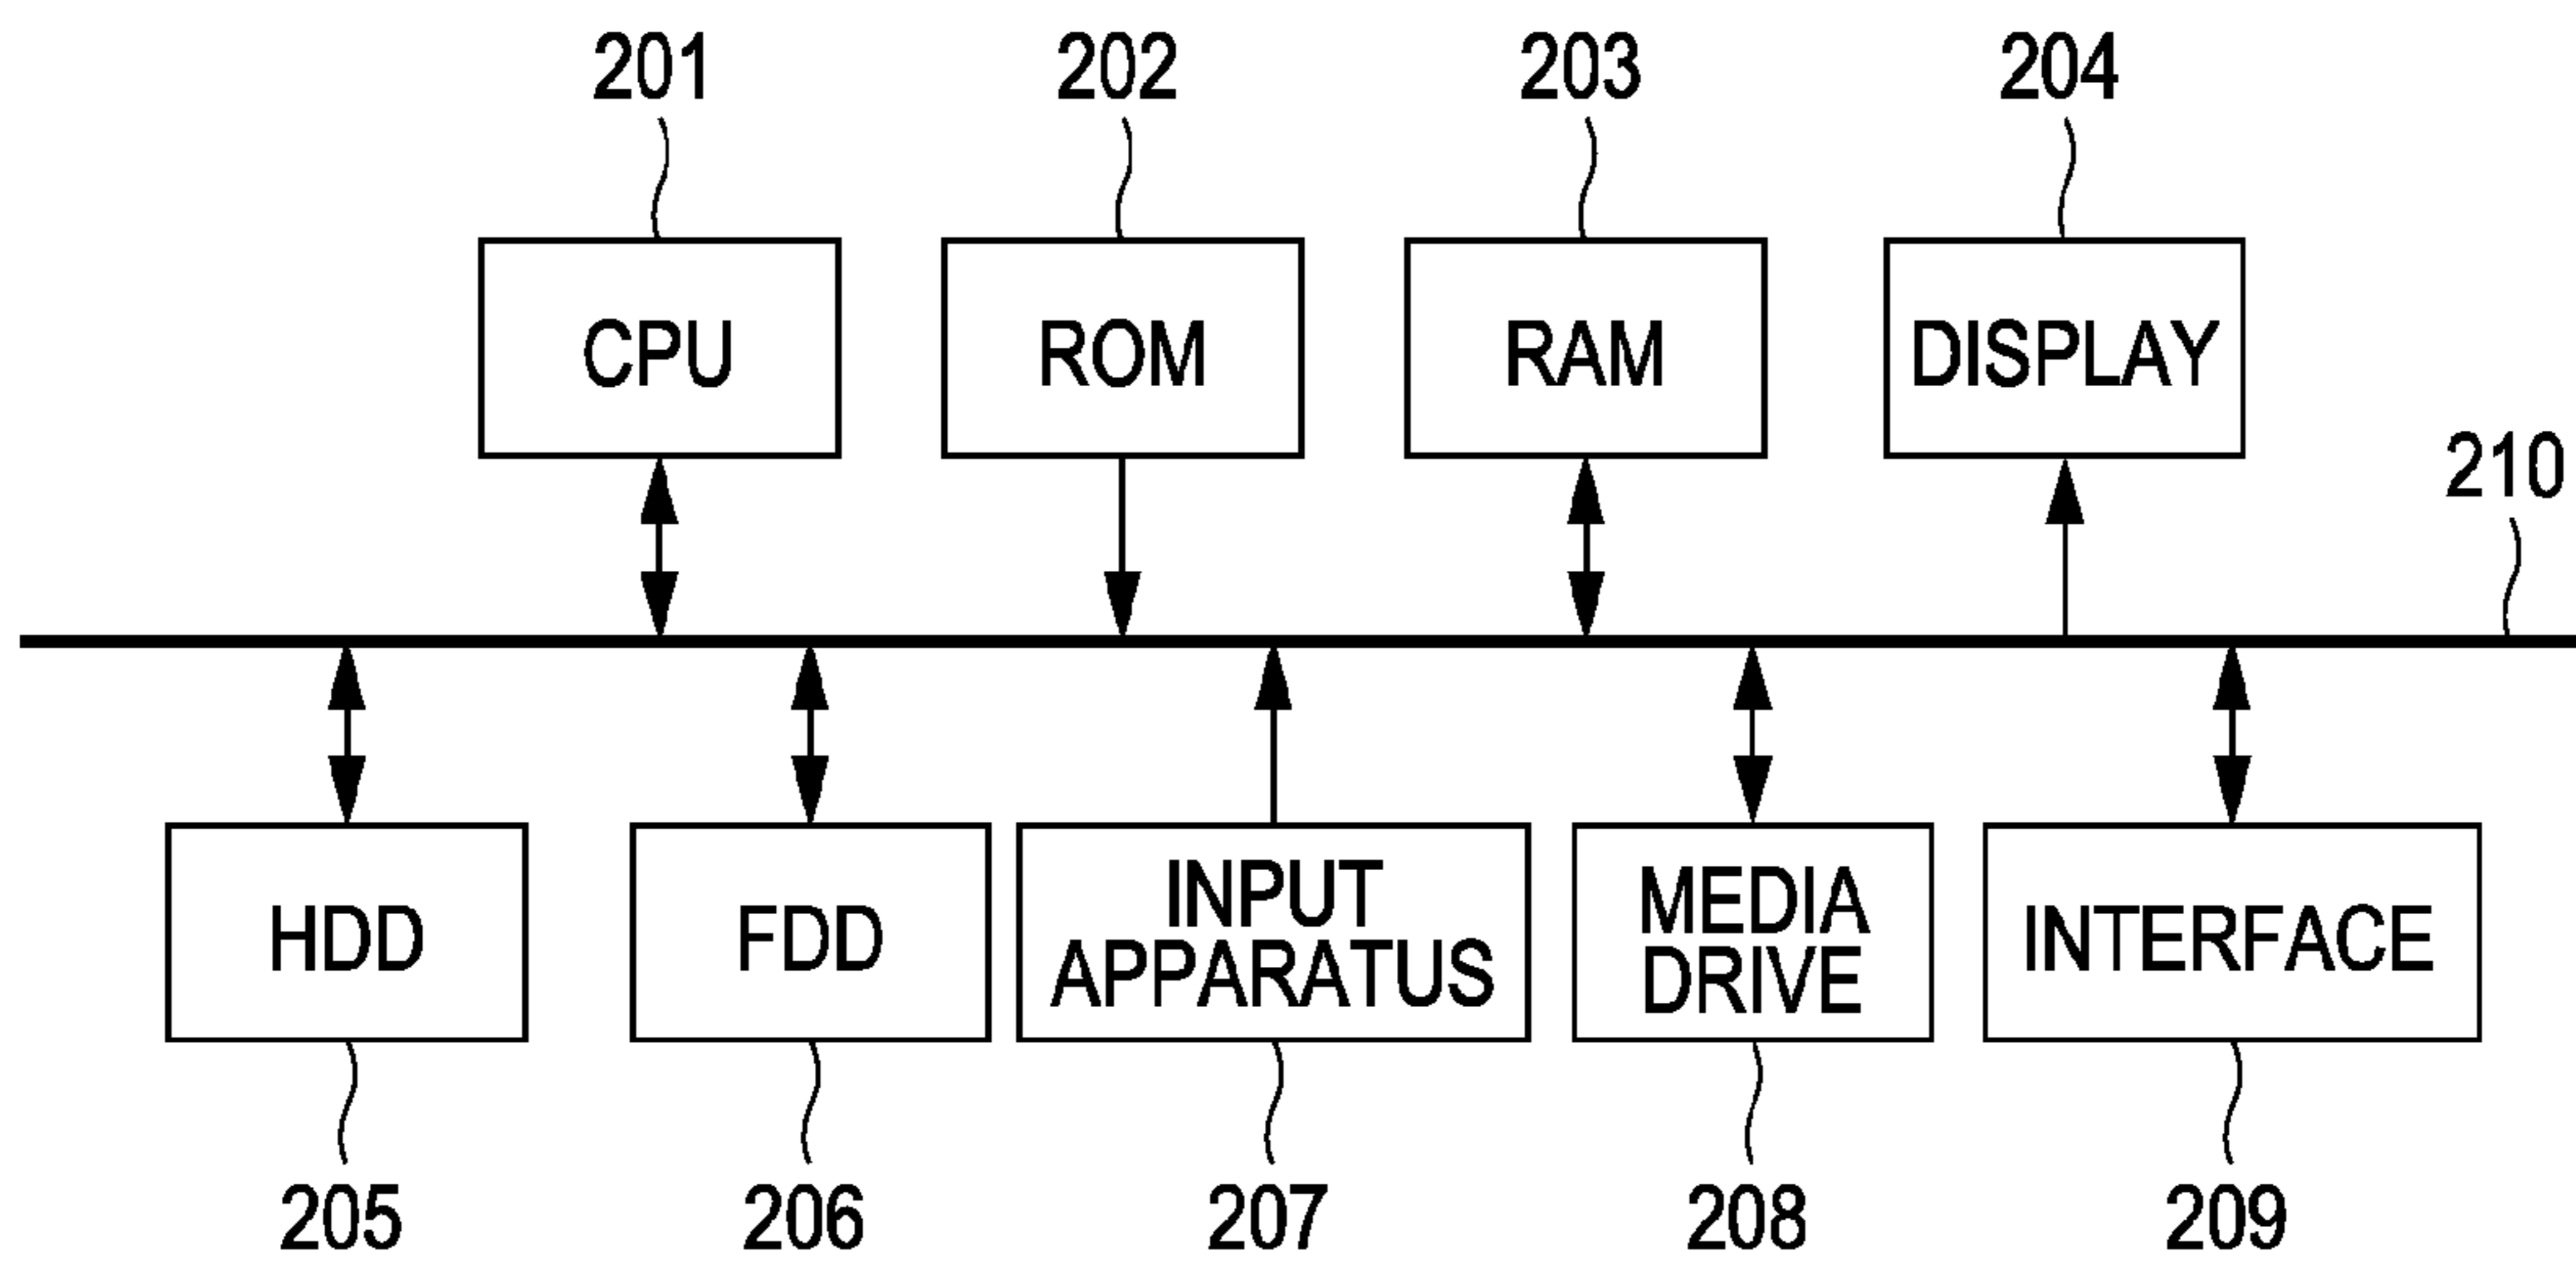 201
202
203
204
CPU
ROM
RAM
DISPLAY
210
HDD
FDD
INPUT
APPARATUS
MEDIA
DRIVE
INTERFACE
205
206
207
208
209